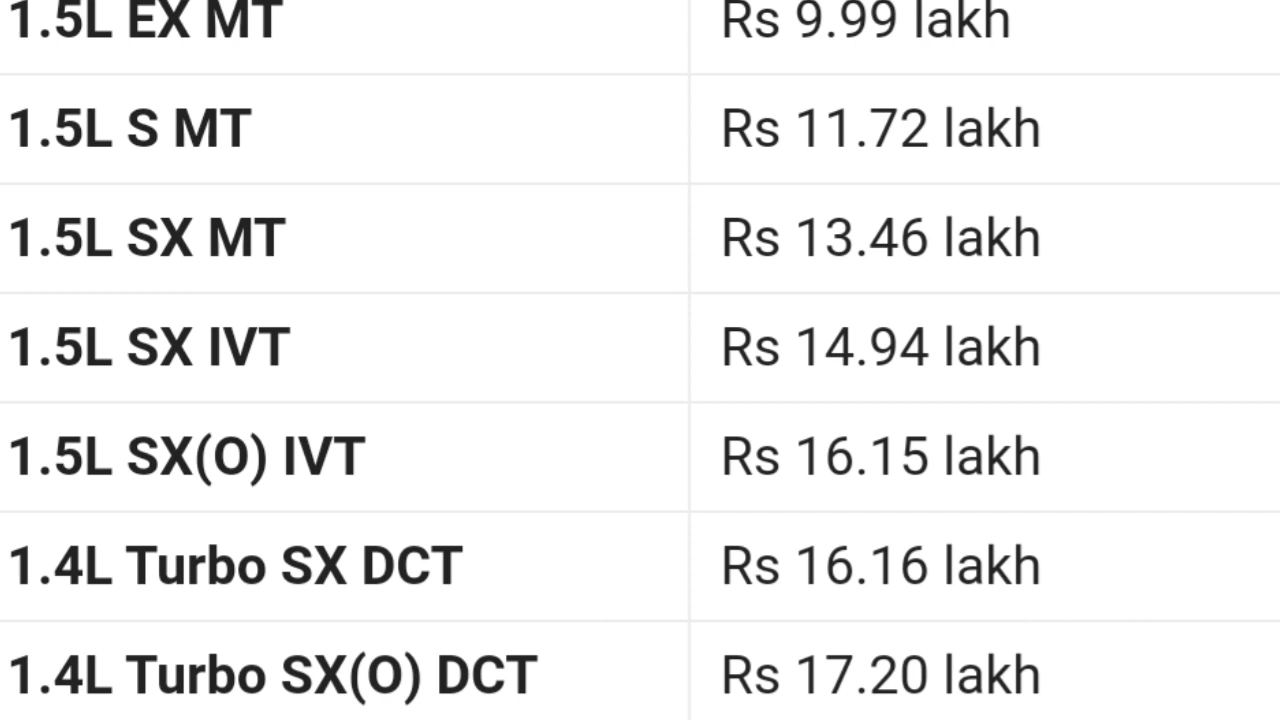 1.5L EX MT Rs 9.99 lakh
1.5L S MT Rs 11.72 lakh
1.5L SX MT Rs 13.46 lakh
1.5L SX IVT Rs 14.94 lakh
1.5L SX(O) IVT Rs 16.15 lakh
1.4L Turbo SX DCT Rs 16.16 lakh
1.4L Turbo SX(O) DCT Rs 17.20 lakh